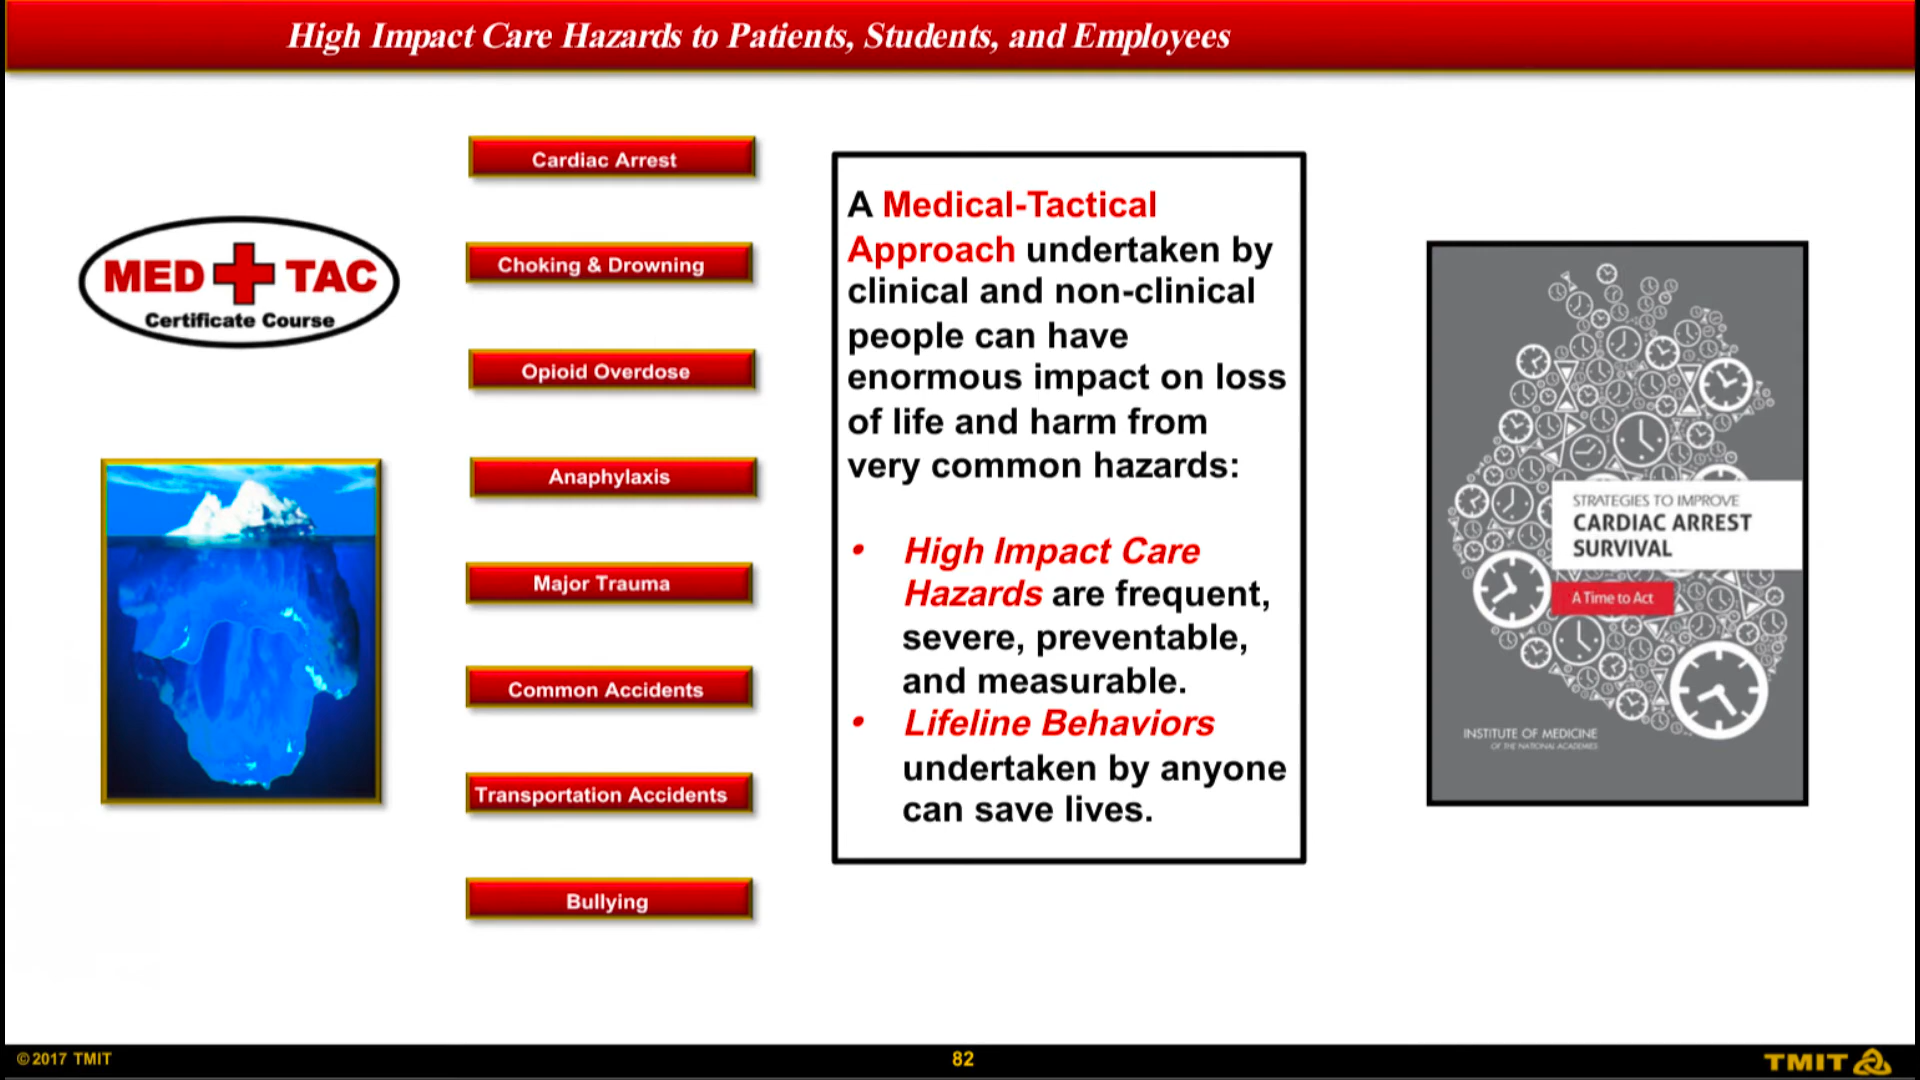 High Impact Care Hazards to Patients, Students, and Employees
MED TAC
Certificate Course
Cardiac Arrest
Choking & Drowning
Opioid Overdose
Anaphylaxis
Major Trauma
Common Accidents
Transportation Accidents
Bullying
A Medical-Tactical
Approach undertaken by
clinical and non-clinical
people can have
enormous impact on loss
of life and harm from
very common hazards:
• High Impact Care
Hazards are frequent,
severe, preventable,
and measurable.
• Lifeline Behaviors
undertaken by anyone
can save lives.
STRATEGIES TO IMPROVE
CARDIAC ARREST
SURVIVAL
A Time to Act
INSTITUTE OF MEDICINE
OF THE NATIONAL ACADEMIES
© 2017 TMIT
82
TMIT